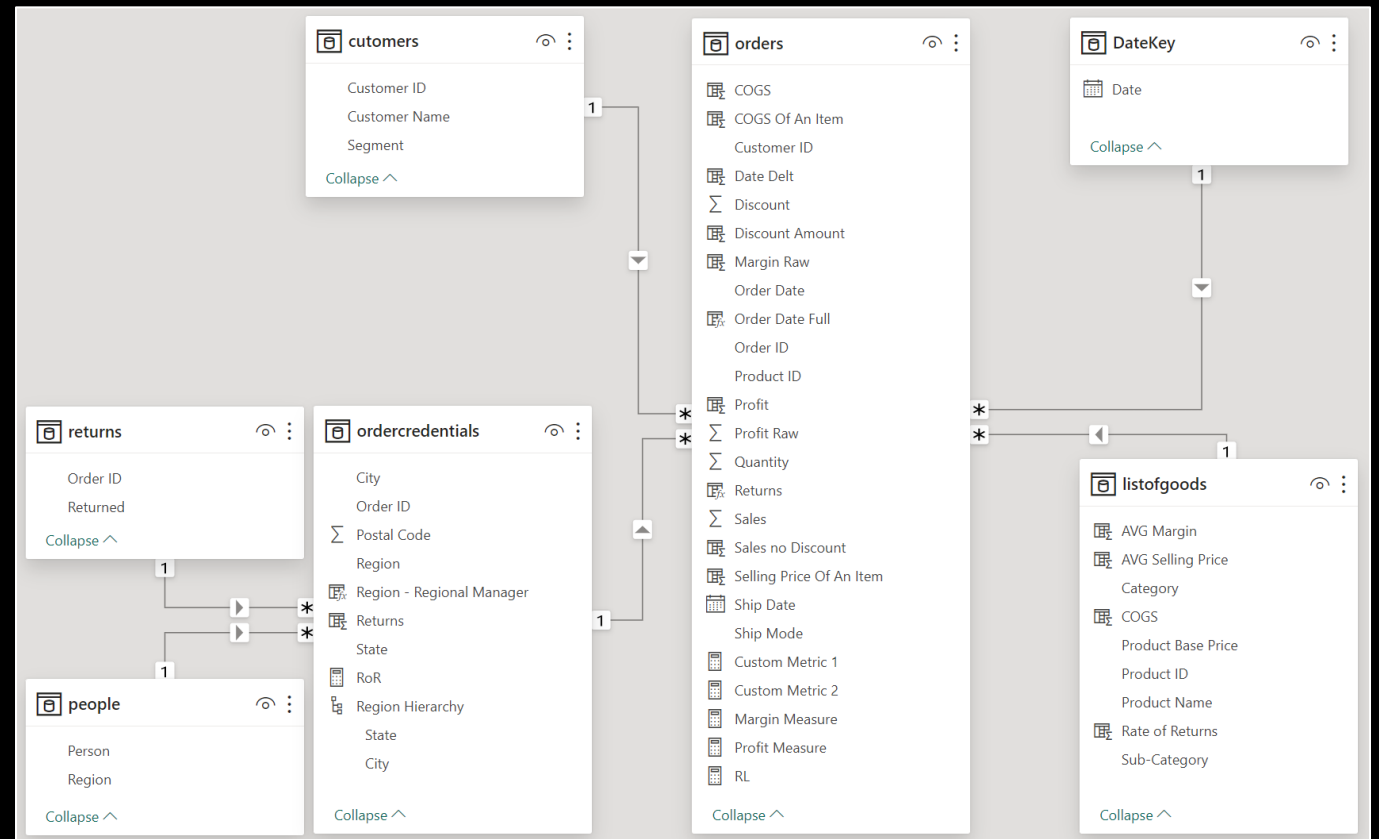 cutomers
Customer ID
Customer Name
Segment
Collapse
1
orders
COGS
COGS Of An Item
Customer ID
Date Delt
Discount
Discount Amount
Margin Raw
Order Date
Order Date Full
Order ID
Product ID
Profit
Profit Raw
Quantity
Returns
Sales
Sales no Discount
Selling Price Of An Item
Ship Date
Ship Mode
Custom Metric 1
Custom Metric 2
Margin Measure
Profit Measure
RL
Collapse
*
*
*
*
DateKey
Date
Collapse
1
returns
Order ID
Returned
Collapse
1
*
*
1
people
Person
Region
Collapse
ordercredentials
City
Order ID
Postal Code
Region
Region - Regional Manager
Returns
State
RoR
Region Hierarchy
State
City
Collapse
1
1
listofgoods
AVG Margin
AVG Selling Price
Category
COGS
Product Base Price
Product ID
Product Name
Rate of Returns
Sub-Category
Collapse